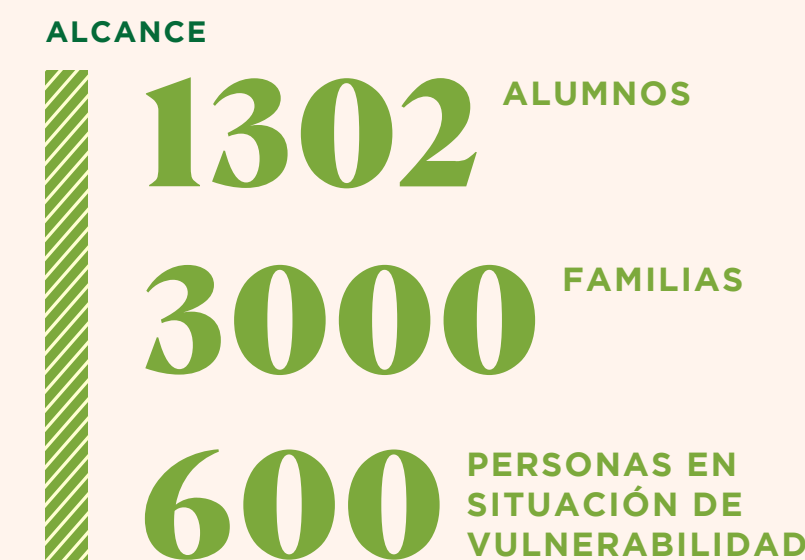 ALCANCE
1302 ALUMNOS
3000 FAMILIAS
600 PERSONAS EN
SITUACIÓN DE
VULNERABILIDAD